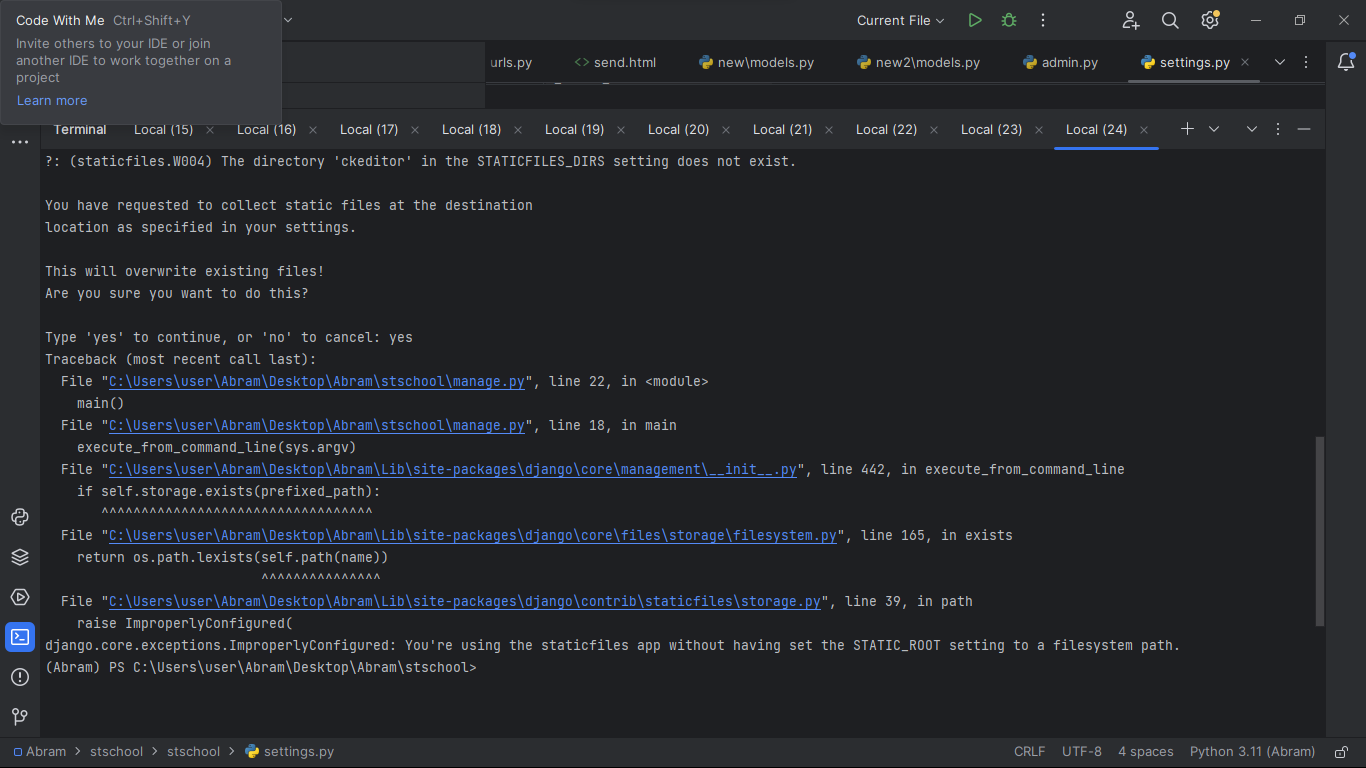 Code With Me Ctrl+Shift+Y
Invite others to your IDE or join
another IDE to work together on a
project
Learn more
Current File
urls.py send.html new\models.py new2\models.py admin.py settings.py
Terminal Local (15) Local (16) Local (17) Local (18) Local (19) Local (20) Local (21) Local (22) Local (23) Local (24)
?: (staticfiles.W004) The directory 'ckeditor' in the STATICFILES_DIRS setting does not exist.
You have requested to collect static files at the destination
location as specified in your settings.
This will overwrite existing files!
Are you sure you want to do this?
Type 'yes' to continue, or 'no' to cancel: yes
Traceback (most recent call last):
File "C:\Users\user\Abram\Desktop\Abram\stschool\manage.py", line 22, in <module>
main()
File "C:\Users\user\Abram\Desktop\Abram\stschool\manage.py", line 18, in main
execute_from_command_line(sys.argv)
File "C:\Users\user\Abram\Desktop\Abram\Lib\site-packages\django\core\management\__init__.py", line 442, in execute_from_command_line
if self.storage.exists(prefixed_path):
^^^^^^^^^^^^^^^^^^^^^^^^^^^^^^^^^^
File "C:\Users\user\Abram\Desktop\Abram\Lib\site-packages\django\core\files\storage\filesystem.py", line 165, in exists
return os.path.lexists(self.path(name))
^^^^^^^^^^^^^^^
File "C:\Users\user\Abram\Desktop\Abram\Lib\site-packages\django\contrib\staticfiles\storage.py", line 39, in path
raise ImproperlyConfigured(
django.core.exceptions.ImproperlyConfigured: You're using the staticfiles app without having set the STATIC_ROOT setting to a filesystem path.
(Abram) PS C:\Users\user\Abram\Desktop\Abram\stschool>
Abram stschool stschool settings.py CRLF UTF-8 4 spaces Python 3.11 (Abram)